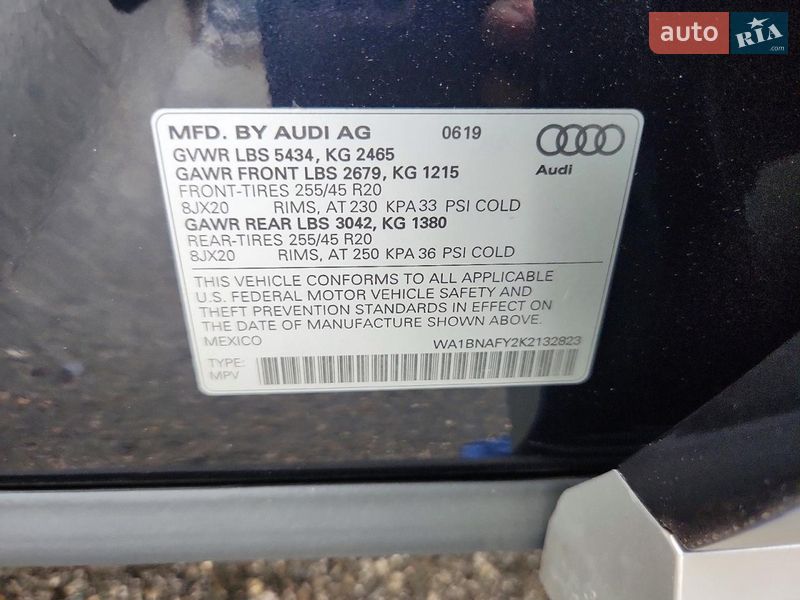 auto RIA .com
MFD. BY AUDI AG 0619
GVWR LBS 5434, KG 2465
GAWR FRONT LBS 2679, KG 1215
Audi
FRONT-TIRES 255/45 R20
8JX20 RIMS, AT 230 KPA 33 PSI COLD
GAWR REAR LBS 3042, KG 1380
REAR-TIRES 255/45 R20
8JX20 RIMS, AT 250 KPA 36 PSI COLD
THIS VEHICLE CONFORMS TO ALL APPLICABLE
U.S. FEDERAL MOTOR VEHICLE SAFETY AND
THEFT PREVENTION STANDARDS IN EFFECT ON
THE DATE OF MANUFACTURE SHOWN ABOVE.
MEXICO WA1BNAFY2K2132823
TYPE:
MPV